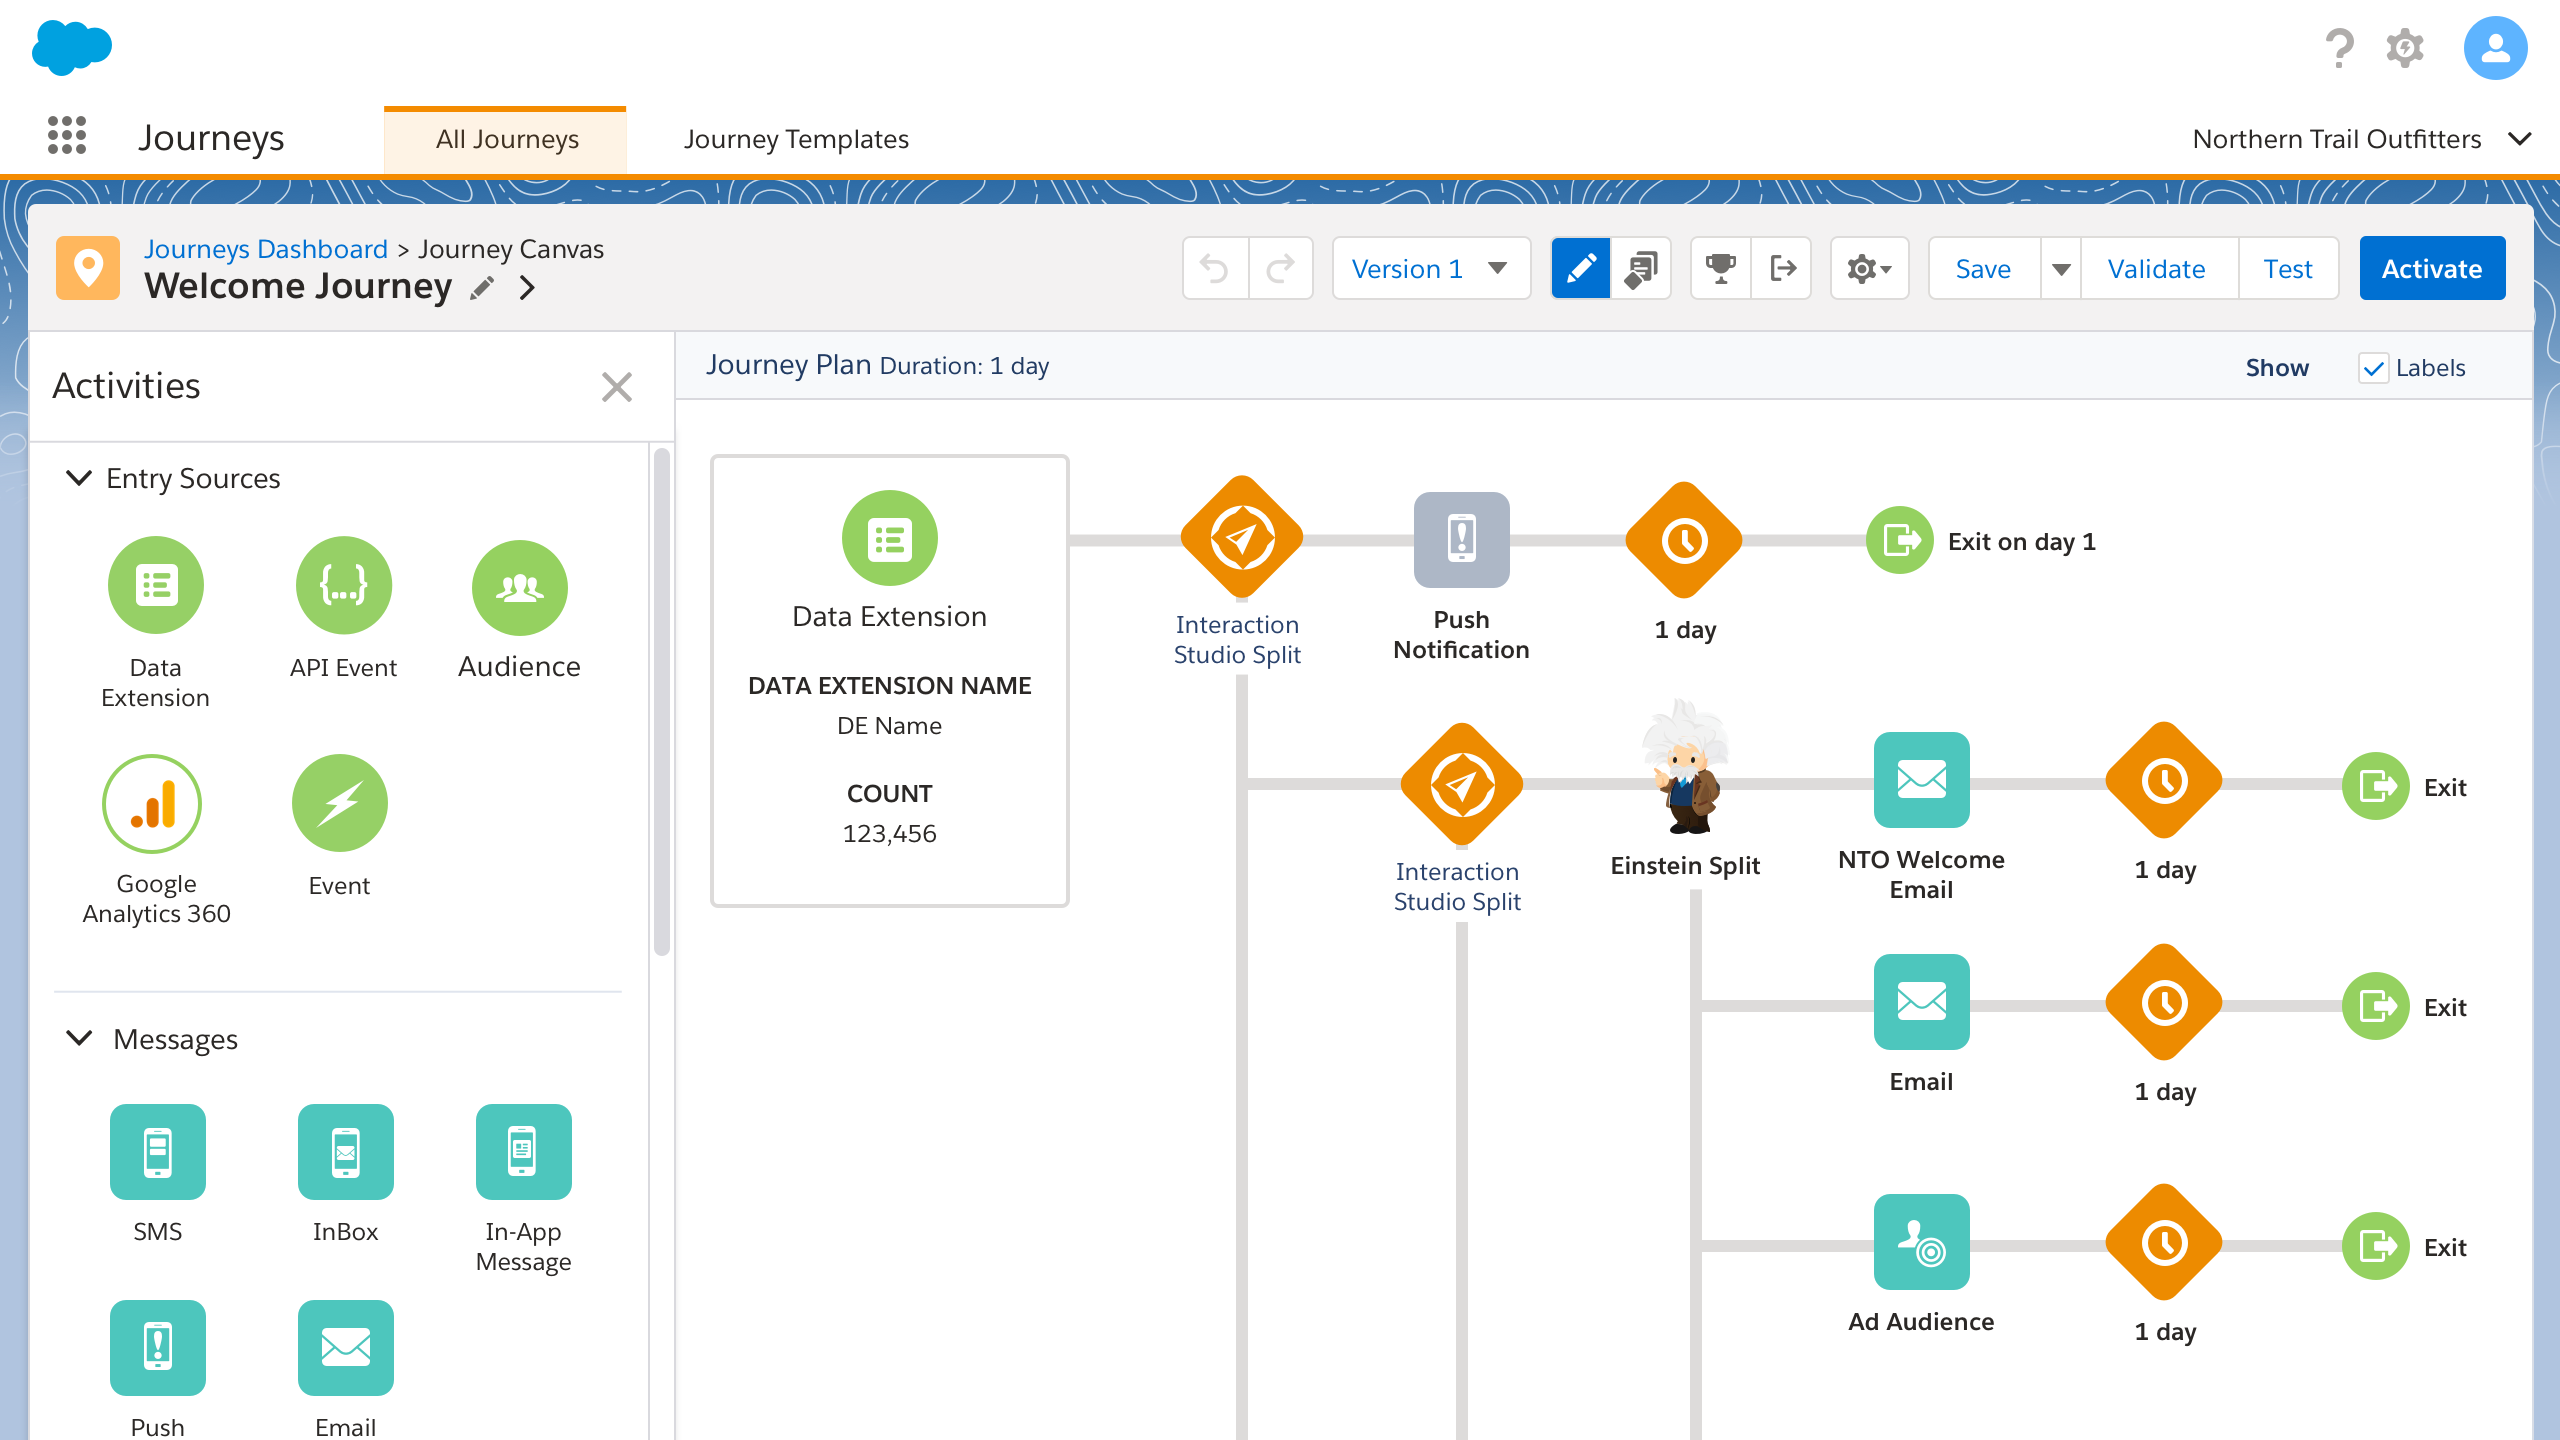 Journeys
All Journeys
Journey Templates
Northern Trail Outfitters
Journeys Dashboard > Journey Canvas
Welcome Journey
Version 1
Save
Validate
Test
Activate
Activities
Entry Sources
Data
Extension
API Event
Audience
Google
Analytics 360
Event
Messages
SMS
InBox
In-App
Message
Push
Email
Journey Plan Duration: 1 day
Show
Labels
Data Extension
DATA EXTENSION NAME
DE Name
COUNT
123,456
Interaction
Studio Split
Push
Notification
1 day
Exit on day 1
Interaction
Studio Split
Einstein Split
NTO Welcome
Email
1 day
Exit
Email
1 day
Exit
Ad Audience
1 day
Exit